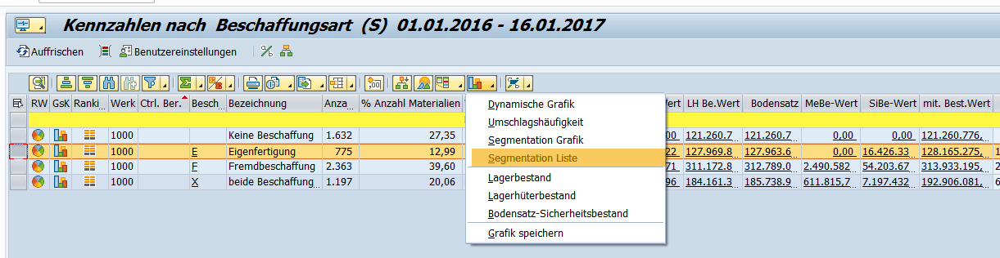 Kennzahlen nach Beschaffungsart (S) 01.01.2016 - 16.01.2017
Auffrischen Benutzereinstellungen
RW GsK Ranki... Werk Ctrl. Ber. Besch Bezeichnung Anza... % Anzahl Materialien LH Be.Wert Bodensatz MeBe-Wert SiBe-Wert mit. Best.Wert
1000 Keine Beschaffung 1.632 27,35 121.260.7 121.260.7 0,00 0,00 121.260.776,
1000 E Eigenfertigung 775 12,99 127.969.8 127.963.6 0,00 16.426.33 128.165.275,
1000 F Fremdbeschaffung 2.363 39,60 311.172.8 312.789.0 2.490.582 54.203.67 313.933.195,
1000 X beide Beschaffung 1.197 20,06 184.161.3 185.738.9 611.815,7 7.197.432 192.906.081,
Dynamische Grafik
Umschlagshäufigkeit
Segmentation Grafik
Segmentation Liste
Lagerbestand
Lagerhüterbestand
Bodensatz-Sicherheitsbestand
Grafik speichern